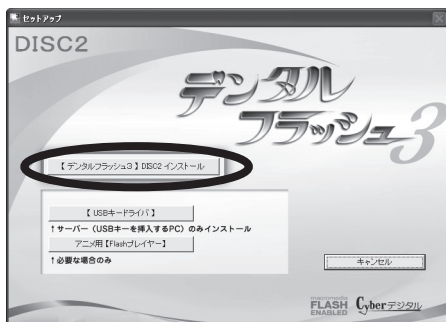 セットアップ
DISC2
デンタル
フラッシュ3
【 デンタルフラッシュ3 】 DISC2 インストール
【 USBキードライバ 】
↑サーバー（USBキーを挿入するPC）のみインストール
アニメ用【Flashプレイヤー】
↑必要な場合のみ
キャンセル
macromedia
FLASH
ENABLED
Cyberデジタル